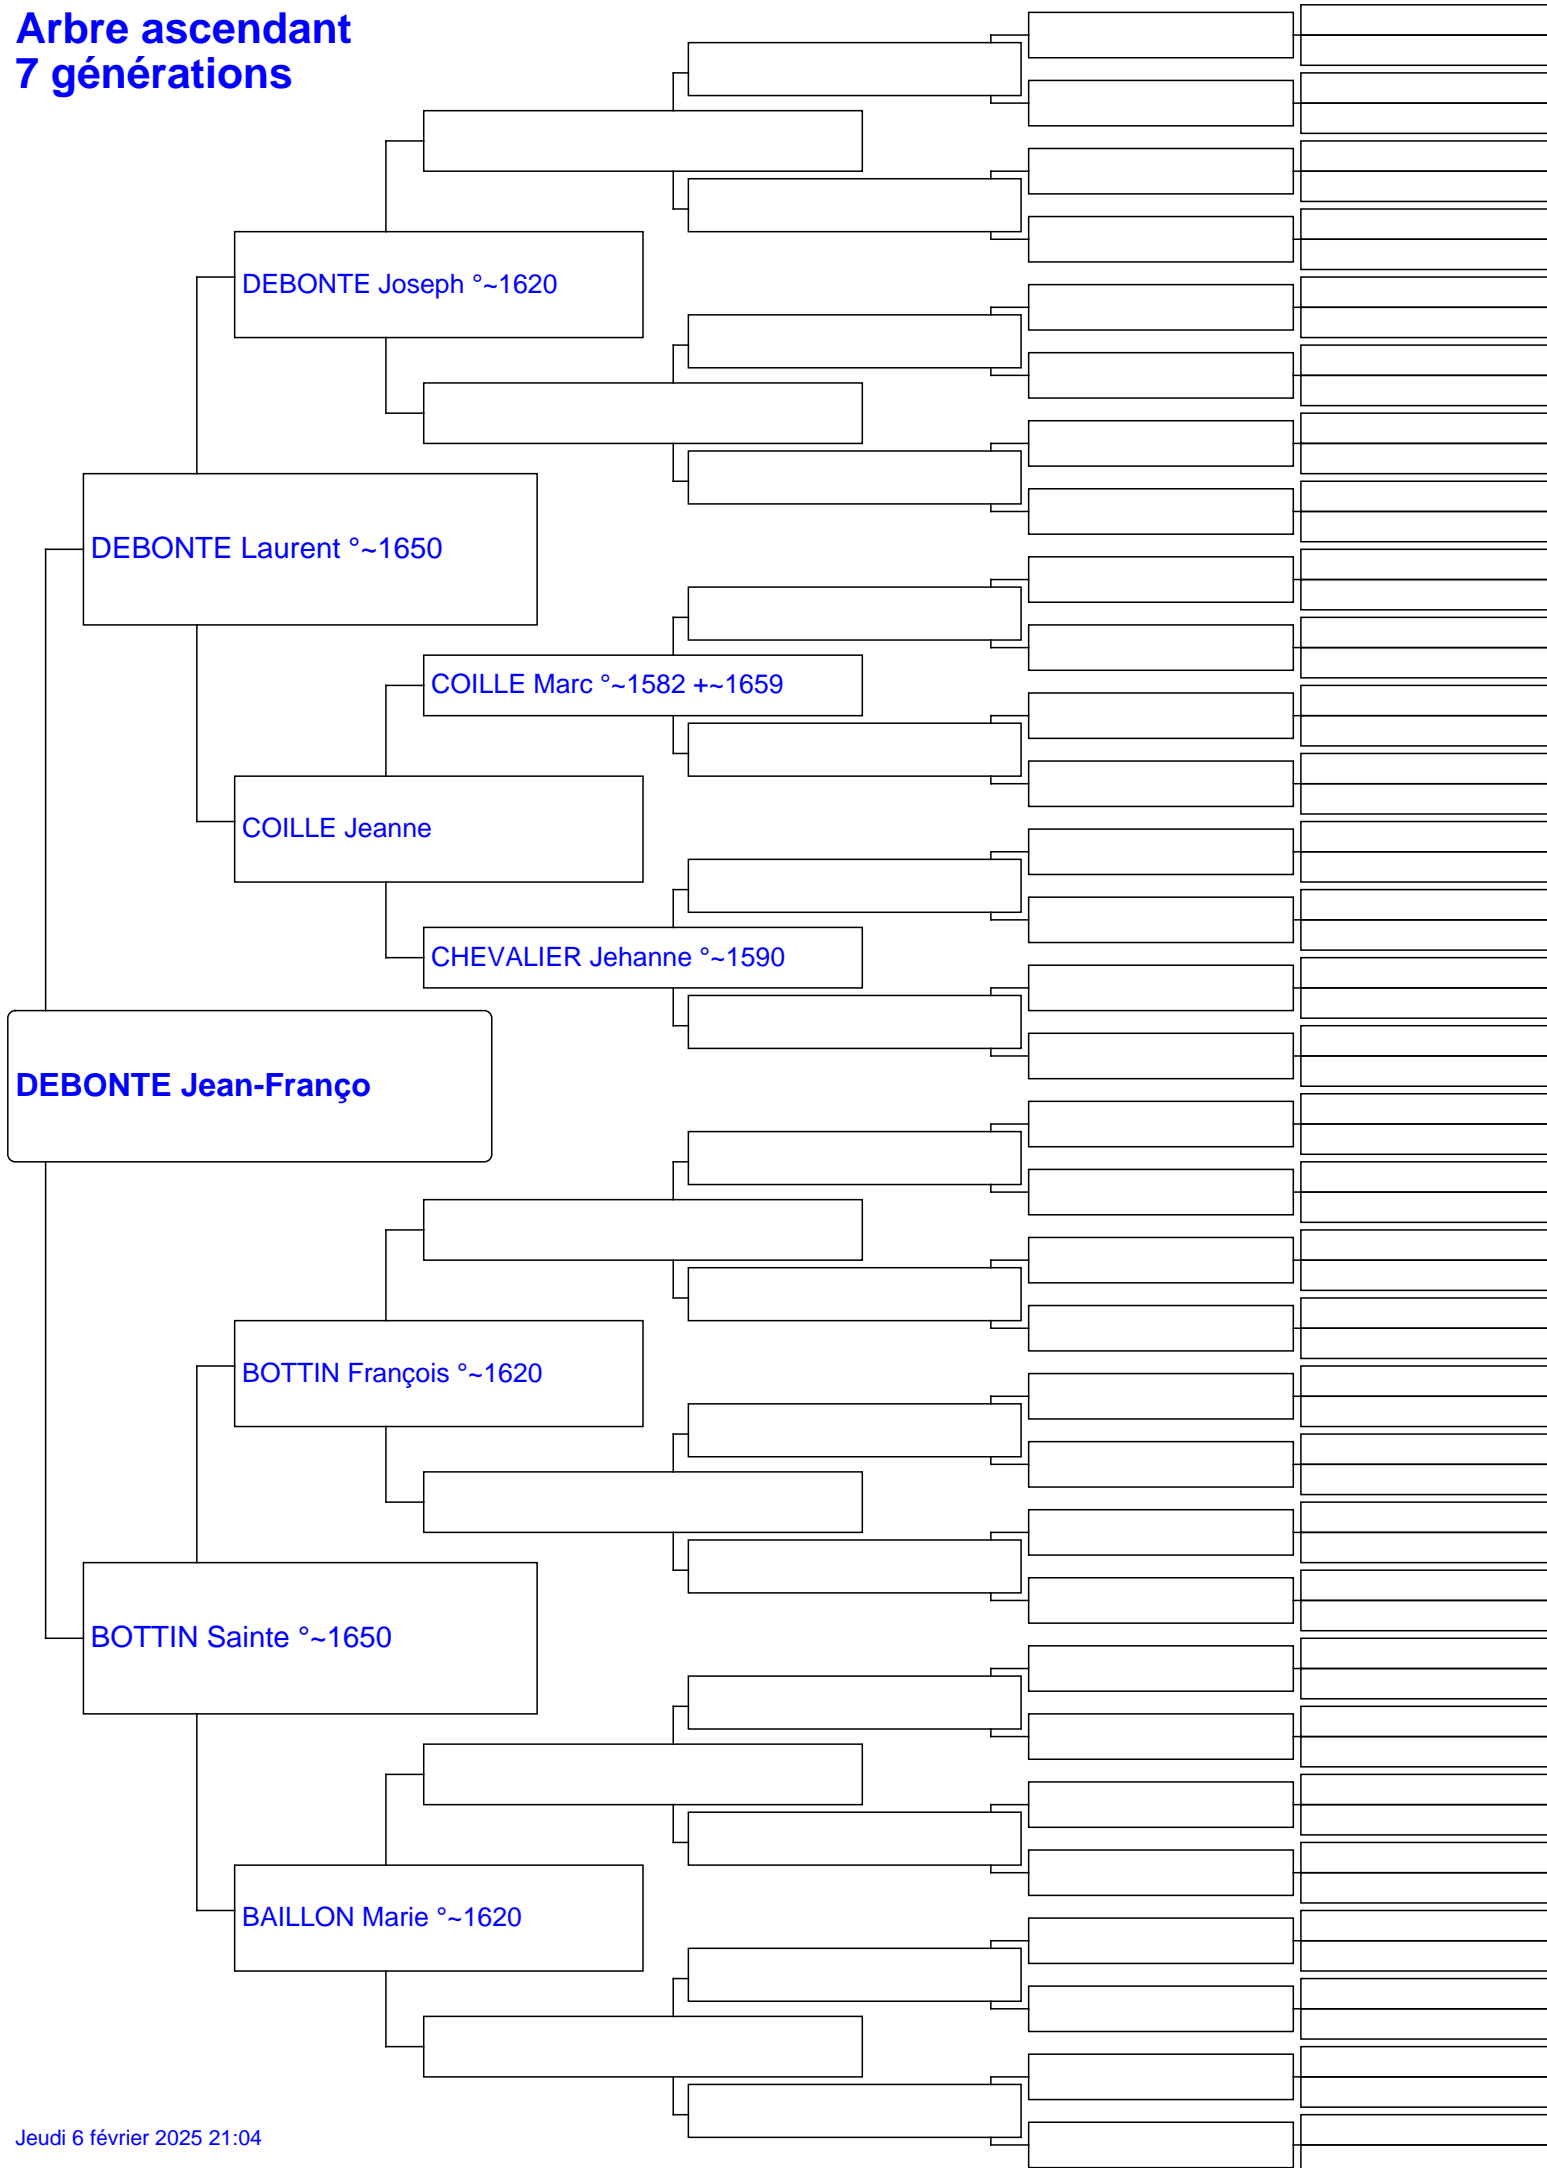 Arbre ascendant
7 générations
DEBONTE Joseph °~1620
DEBONTE Laurent °~1650
COILLE Marc °~1582 +~1659
COILLE Jeanne
CHEVALIER Jehanne °~1590
DEBONTE Jean-Franço
BOTTIN François °~1620
BOTTIN Sainte °~1650
BAILLON Marie °~1620
Jeudi 6 février 2025 21:04